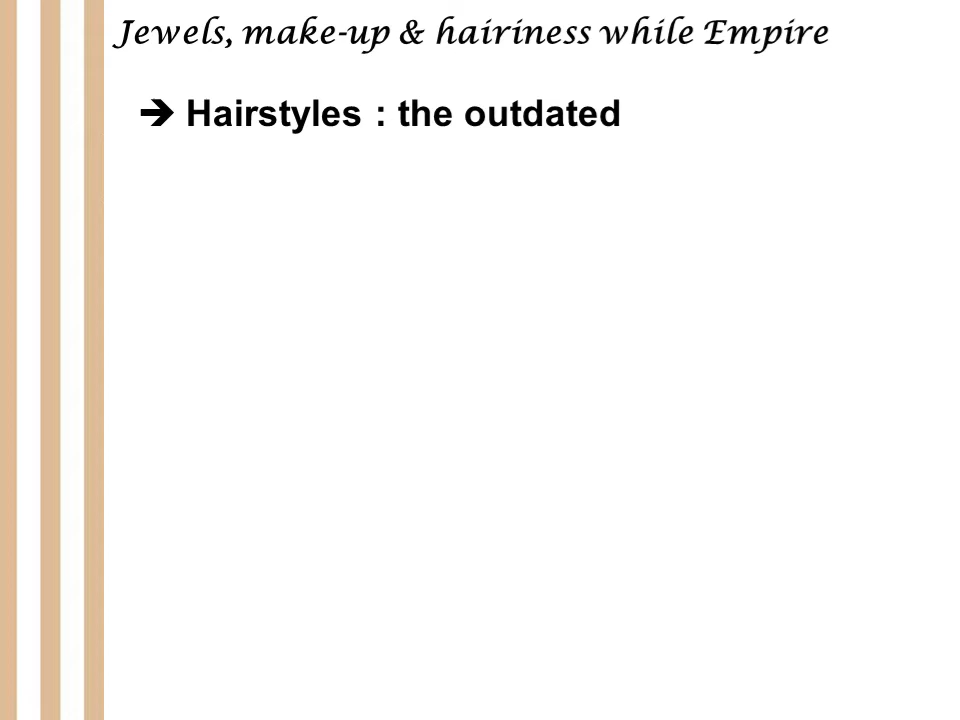 Jewels, make-up & hairiness while Empire
➔ Hairstyles : the outdated